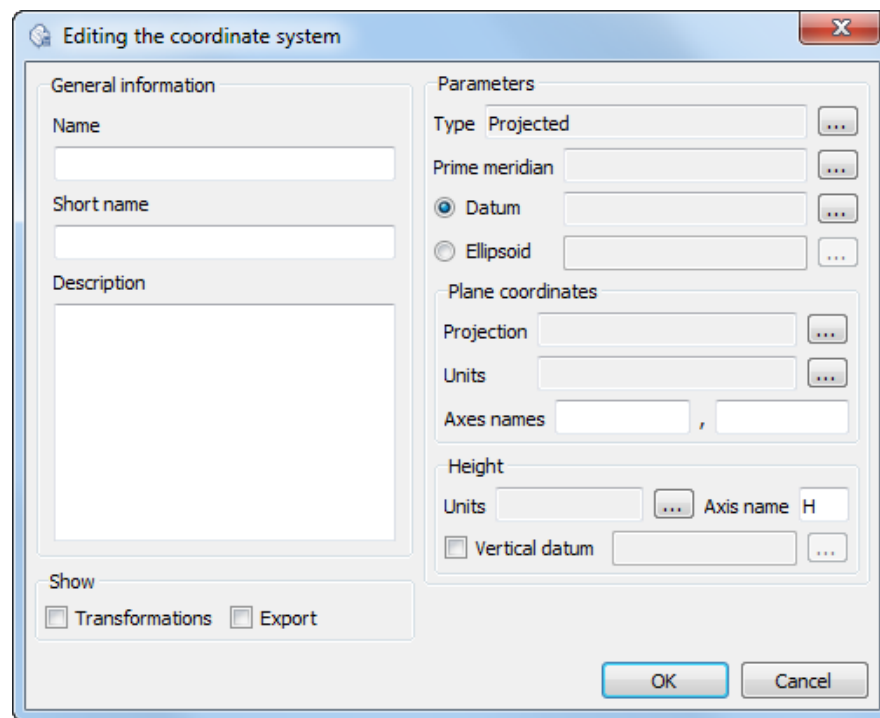 Editing the coordinate system
General information
Name
Short name
Description
Show
Transformations Export
Parameters
Type Projected ...
Prime meridian ...
Datum ...
Ellipsoid ...
Plane coordinates
Projection ...
Units ...
Axes names ,
Height
Units ... Axis name H
Vertical datum ...
OK Cancel